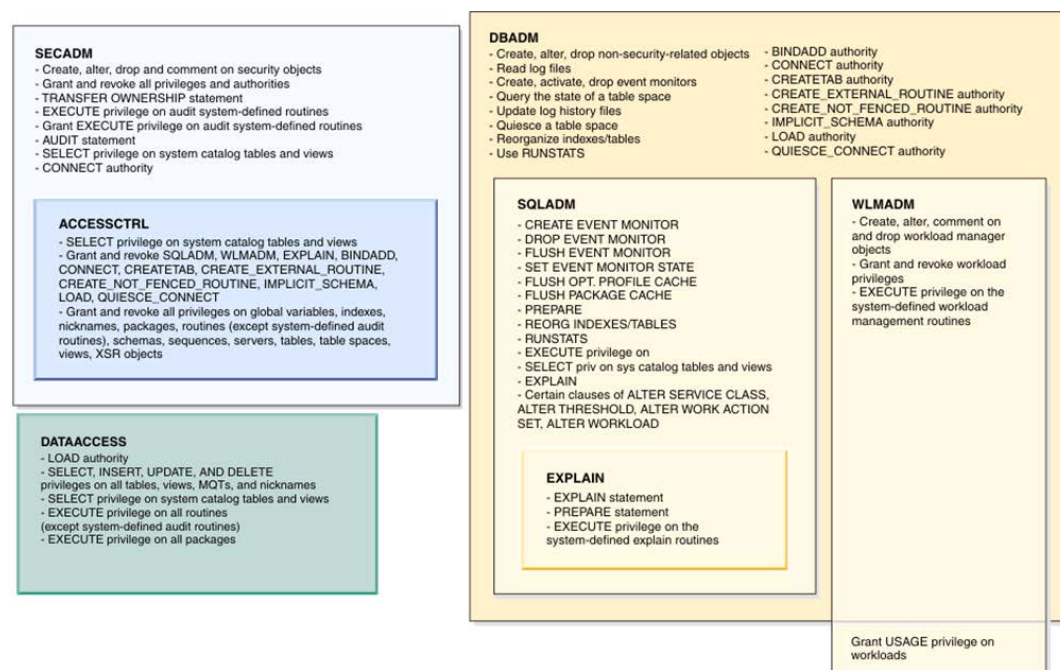 SECADM
- Create, alter, drop and comment on security objects
- Grant and revoke all privileges and authorities
- TRANSFER OWNERSHIP statement
- EXECUTE privilege on audit system-defined routines
- Grant EXECUTE privilege on audit system-defined routines
- AUDIT statement
- SELECT privilege on system catalog tables and views
- CONNECT authority
ACCESSCTRL
- SELECT privilege on system catalog tables and views
- Grant and revoke SQLADM, WLMADM, EXPLAIN, BINDADD,
CONNECT, CREATETAB, CREATE_EXTERNAL_ROUTINE,
CREATE_NOT_FENCED_ROUTINE, IMPLICIT_SCHEMA,
LOAD, QUIESCE_CONNECT
- Grant and revoke all privileges on global variables, indexes,
nicknames, packages, routines (except system-defined audit
routines), schemas, sequences, servers, tables, table spaces,
views, XSR objects
DATAACCESS
- LOAD authority
- SELECT, INSERT, UPDATE, AND DELETE
privileges on all tables, views, MQTs, and nicknames
- SELECT privilege on system catalog tables and views
- EXECUTE privilege on all routines
(except system-defined audit routines)
- EXECUTE privilege on all packages
DBADM
- Create, alter, drop non-security-related objects
- Read log files
- Create, activate, drop event monitors
- Query the state of a table space
- Update log history files
- Quiesce a table space
- Reorganize indexes/tables
- Use RUNSTATS
- BINDADD authority
- CONNECT authority
- CREATETAB authority
- CREATE_EXTERNAL_ROUTINE authority
- CREATE_NOT_FENCED_ROUTINE authority
- IMPLICIT_SCHEMA authority
- LOAD authority
- QUIESCE_CONNECT authority
SQLADM
- CREATE EVENT MONITOR
- DROP EVENT MONITOR
- FLUSH EVENT MONITOR
- SET EVENT MONITOR STATE
- FLUSH OPT. PROFILE CACHE
- FLUSH PACKAGE CACHE
- PREPARE
- REORG INDEXES/TABLES
- RUNSTATS
- EXECUTE privilege on
- SELECT priv on sys catalog tables and views
- EXPLAIN
- Certain clauses of ALTER SERVICE CLASS,
ALTER THRESHOLD, ALTER WORK ACTION
SET, ALTER WORKLOAD
EXPLAIN
- EXPLAIN statement
- PREPARE statement
- EXECUTE privilege on the
system-defined explain routines
WLMADM
- Create, alter, comment on
and drop workload manager
objects
- Grant and revoke workload
privileges
- EXECUTE privilege on the
system-defined workload
management routines
Grant USAGE privilege on
workloads